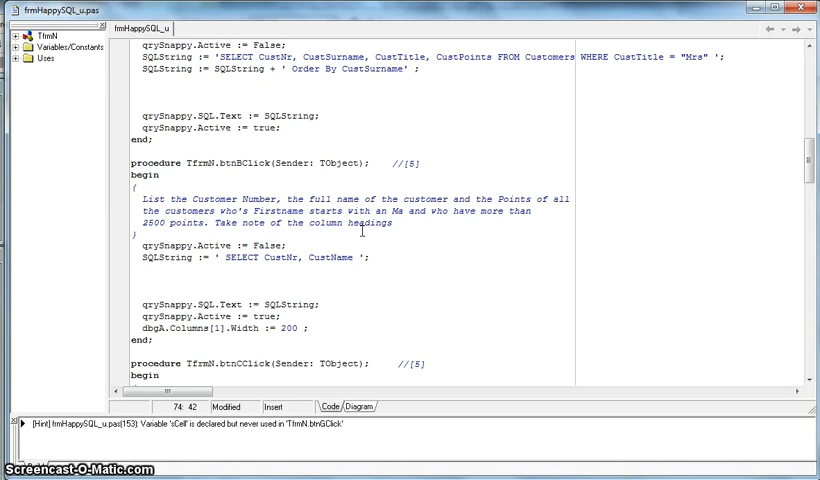 frmHappySQL_u.pas
frmHappySQL_u
TfrmN
Variables/Constants
Uses
qrySnappy.Active := False;
SQLString := 'SELECT CustNr, CustSurname, CustTitle, CustPoints FROM Customers WHERE CustTitle = "Mrs" ';
SQLString := SQLString + ' Order By CustSurname' ;
qrySnappy.SQL.Text := SQLString;
qrySnappy.Active := true;
end;
procedure TfrmN.btnBClick(Sender: TObject); //[5]
begin
{
List the Customer Number, the full name of the customer and the Points of all
the customers who's Firstname starts with an Ma and who have more than
2500 points. Take note of the column headings
}
qrySnappy.Active := False;
SQLString := ' SELECT CustNr, CustName ';
qrySnappy.SQL.Text := SQLString;
qrySnappy.Active := true;
dbgA.Columns[1].Width := 200 ;
end;
procedure TfrmN.btnCClick(Sender: TObject); //[5]
begin
74: 42 Modified Insert Code Diagram
[Hint] frmHappySQL_u.pas(153): Variable 'sCell' is declared but never used in 'TfrmN.btnGClick'
Screencast-O-Matic.com